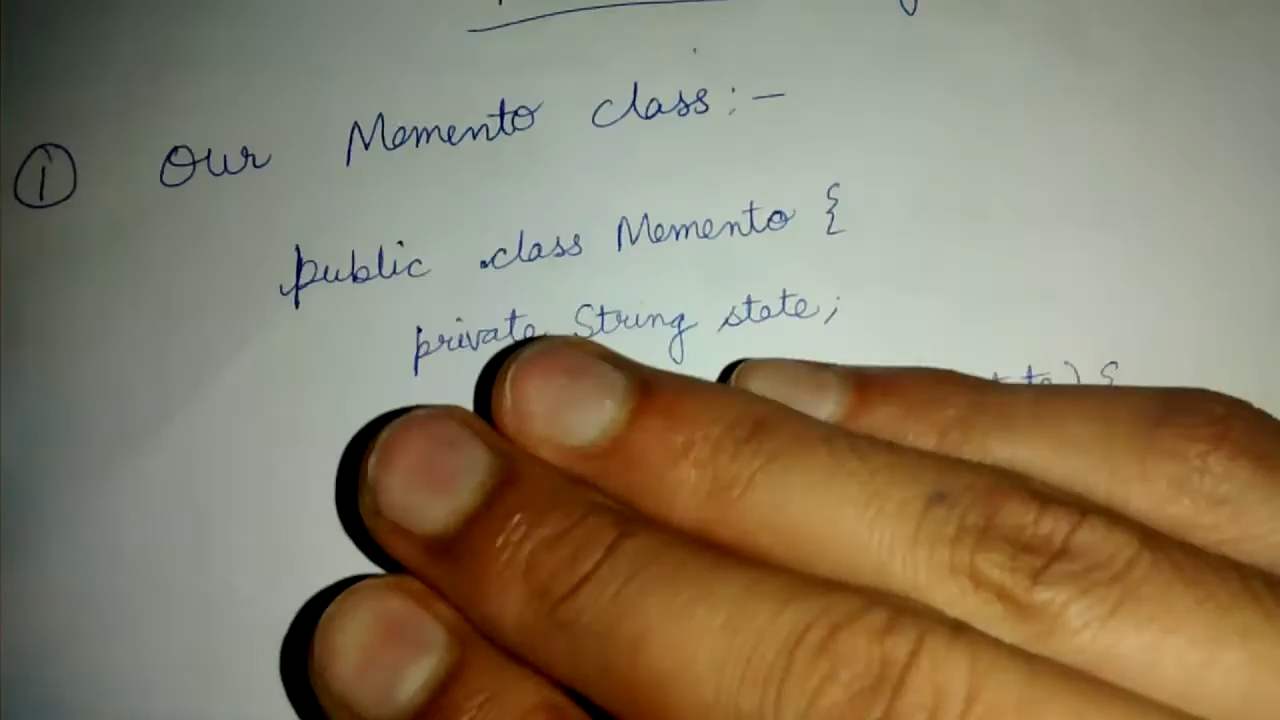 ① Our Memento class:-
public class Memento {
private String state;